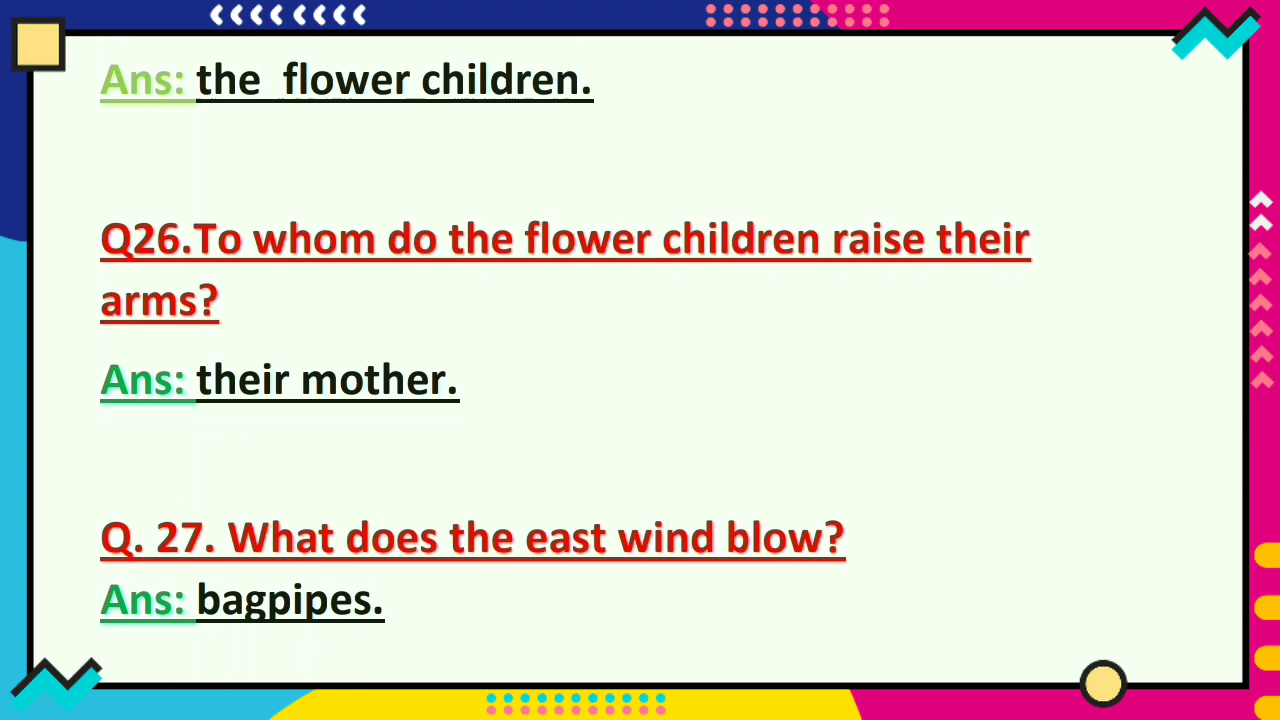 Ans: the flower children.
Q26.To whom do the flower children raise their
arms?
Ans: their mother.
Q. 27. What does the east wind blow?
Ans: bagpipes.